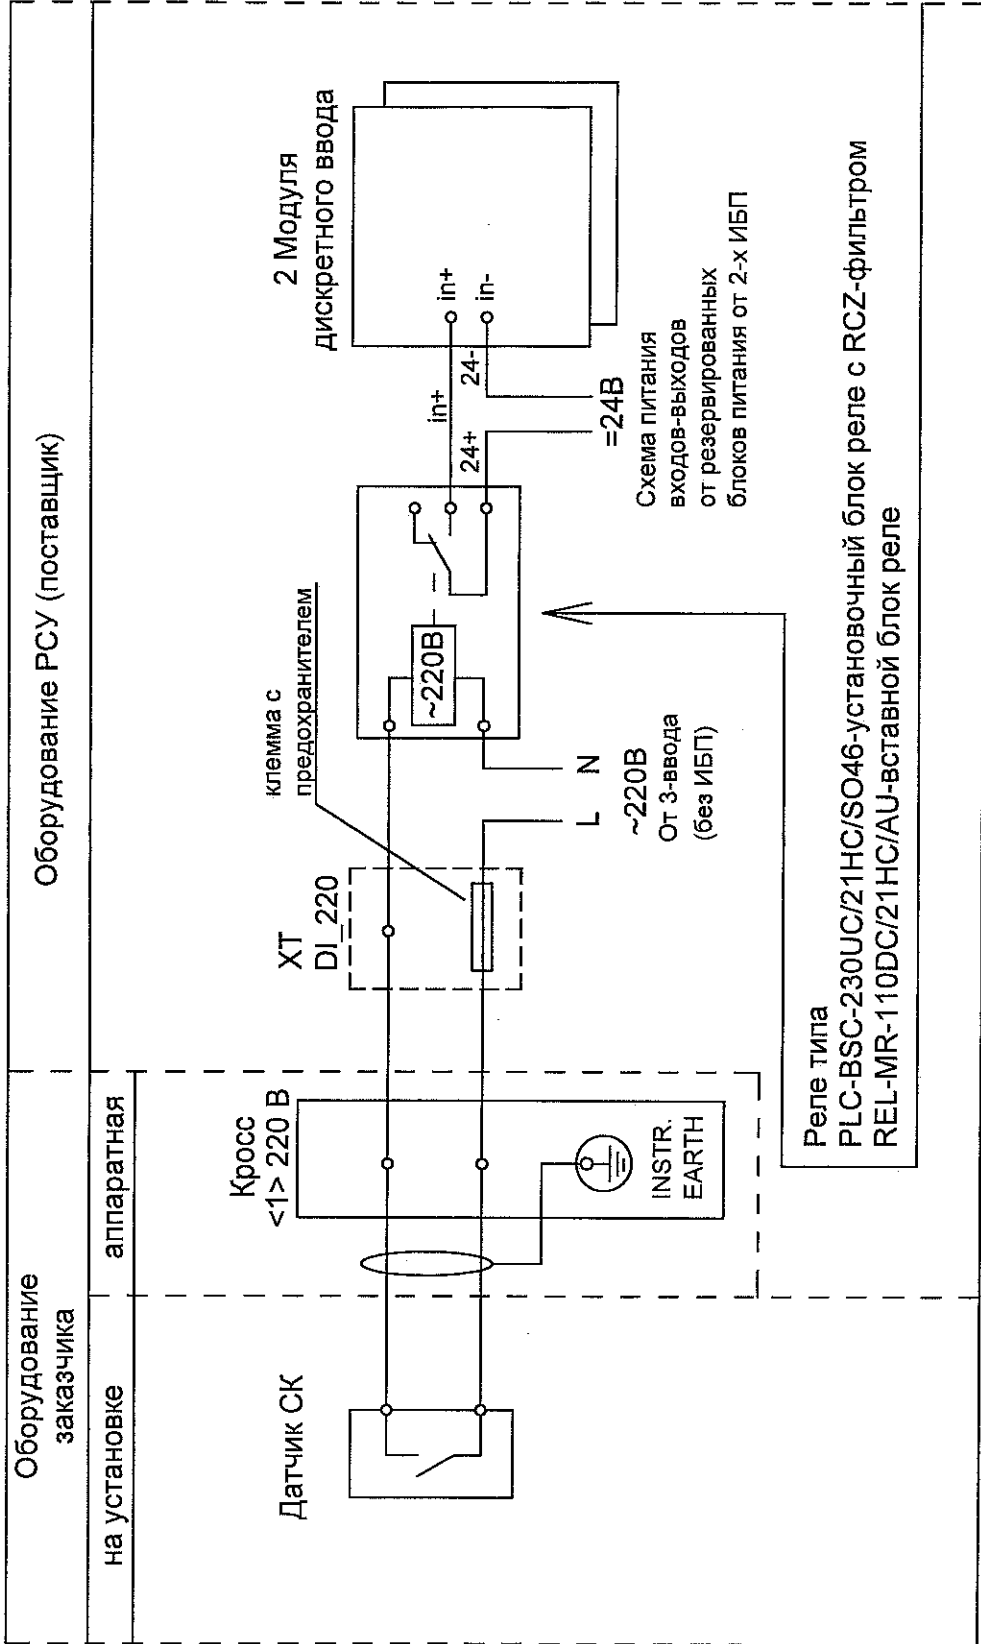 Оборудование
заказчика
Оборудование РСУ (поставщик)
на установке
аппаратная
Датчик СК
Кросс
<1> 220 В
INSTR.
EARTH
XT
DI_220
клемма с
предохранителем
L
N
~220В
От 3-ввода
(без ИБП)
~220В
in+
24+
24-
=24В
Схема питания
входов-выходов
от резервированных
блоков питания от 2-х ИБП
2 Модуля
дискретного ввода
in+
in-
Реле типа
PLC-BSC-230UC/21HC/SO46-установочный блок реле с RCZ-фильтром
REL-MR-110DC/21HC/AU-вставной блок реле